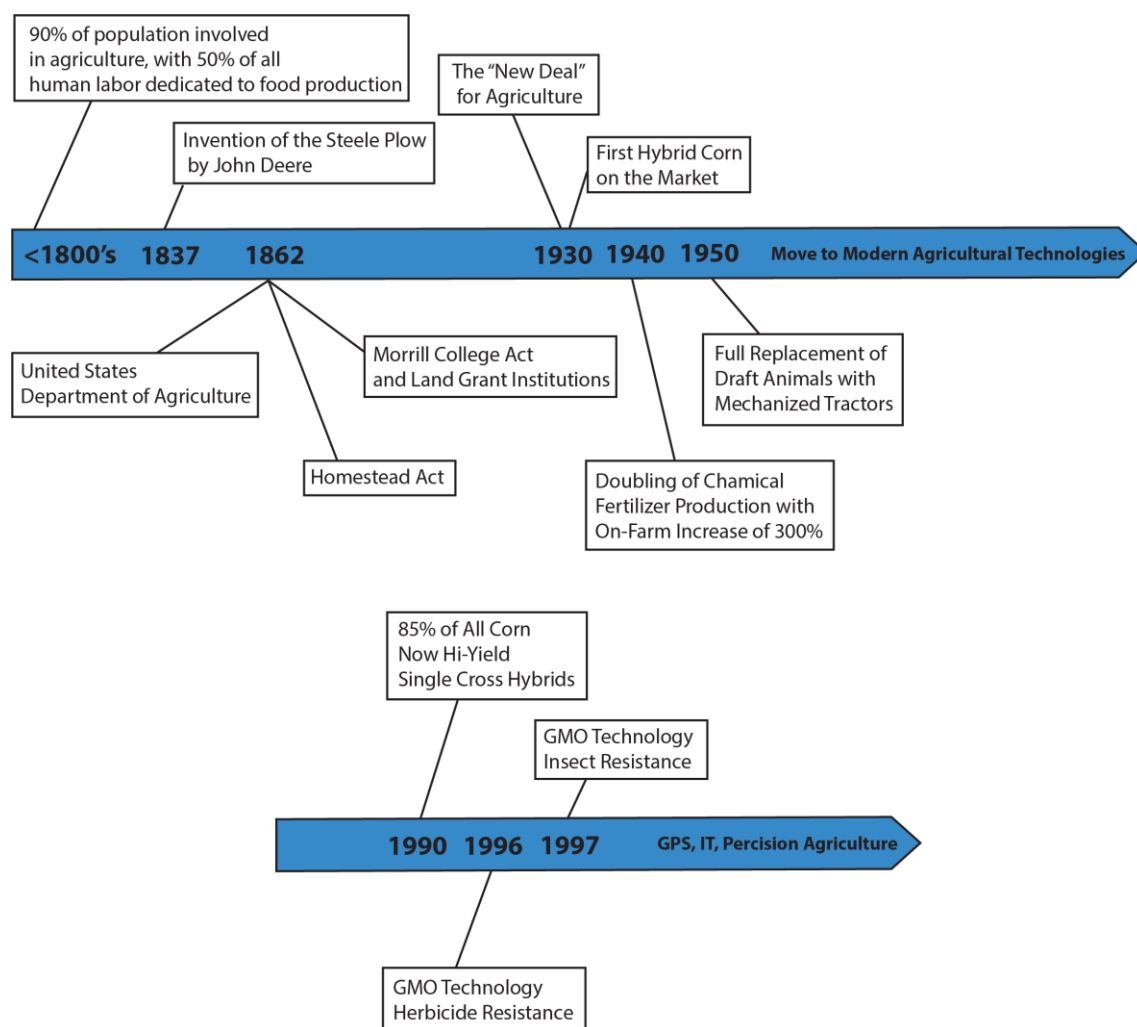 90% of population involved
in agriculture, with 50% of all
human labor dedicated to food production
The “New Deal”
for Agriculture
Invention of the Steele Plow
by John Deere
First Hybrid Corn
on the Market
<1800’s 1837 1862 1930 1940 1950 Move to Modern Agricultural Technologies
United States
Department of Agriculture
Morrill College Act
and Land Grant Institutions
Full Replacement of
Draft Animals with
Mechanized Tractors
Homestead Act
Doubling of Chamical
Fertilizer Production with
On-Farm Increase of 300%
85% of All Corn
Now Hi-Yield
Single Cross Hybrids
GMO Technology
Insect Resistance
1990 1996 1997 GPS, IT, Percision Agriculture
GMO Technology
Herbicide Resistance